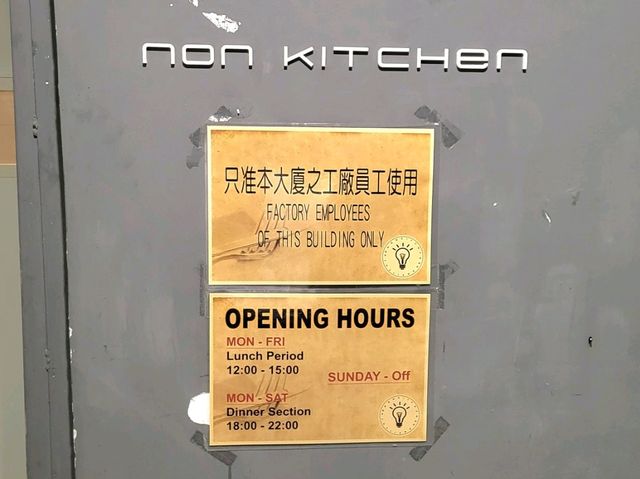 non KITCHen
只准本大廈之工廠員工使用
FACTORY EMPLOYEES
OF THIS BUILDING ONLY
OPENING HOURS
MON - FRI
Lunch Period
12:00 - 15:00
SUNDAY - Off
MON - SAT
Dinner Section
18:00 - 22:00